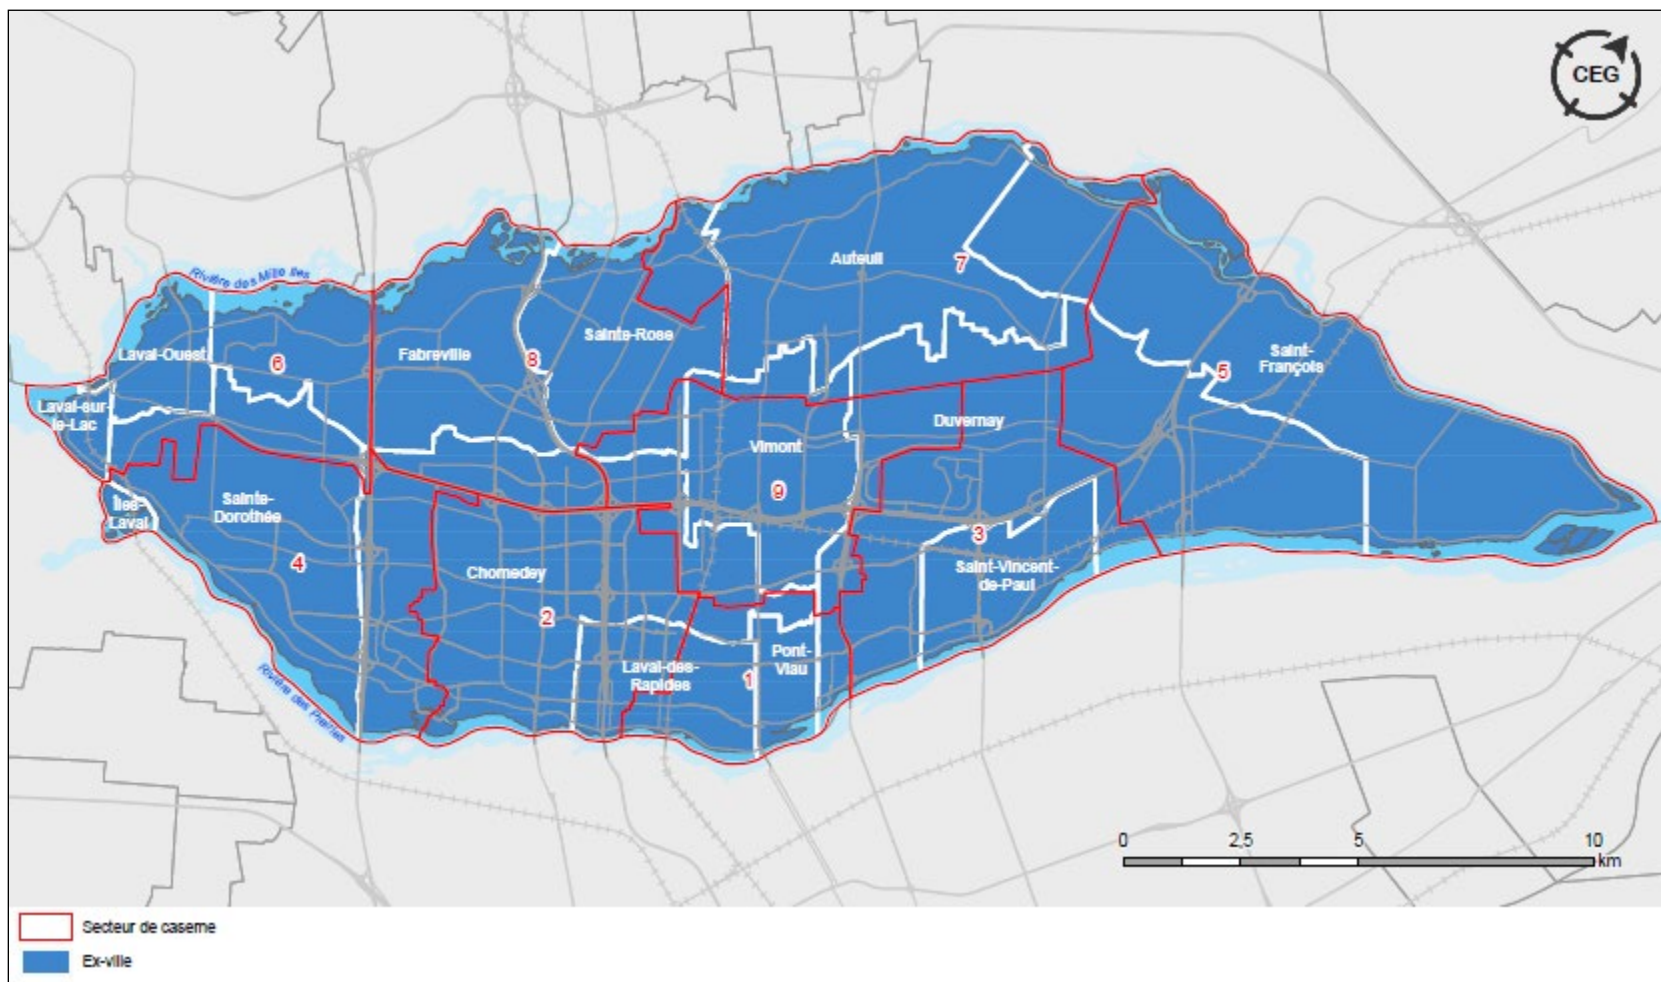 CEG
Rivière des Mille Iles
Auteuil
7
Sainte-Rose
Laval-Ouest
6
Fabreville
8
Saint-
François
5
Laval-sur-
le-Lac
Duvernay
Vimont
9
Sainte-
Dorothée
Îles-
Laval
3
4
Chomedey
Saint-Vincent-
de-Paul
2
Pont-
Viau
Laval-des-
Rapides
1
Rivière des Prairies
0
2,5
5
10
km
Secteur de caserne
Ex-ville